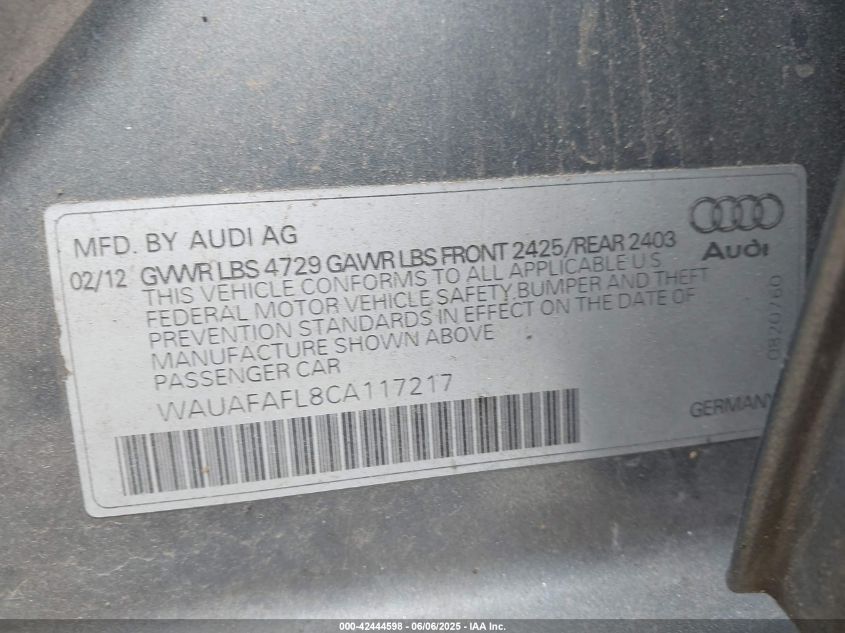 MFD. BY AUDI AG
02/12 GVWR LBS 4729 GAWR LBS FRONT 2425/REAR 2403
THIS VEHICLE CONFORMS TO ALL APPLICABLE U S
FEDERAL MOTOR VEHICLE SAFETY, BUMPER AND THEFT
PREVENTION STANDARDS IN EFFECT ON THE DATE OF
MANUFACTURE SHOWN ABOVE
PASSENGER CAR
WAUAFAFL8CA117217
Audi
0820760
GERMANY
000-42444598 - 06/06/2025 - IAA Inc.